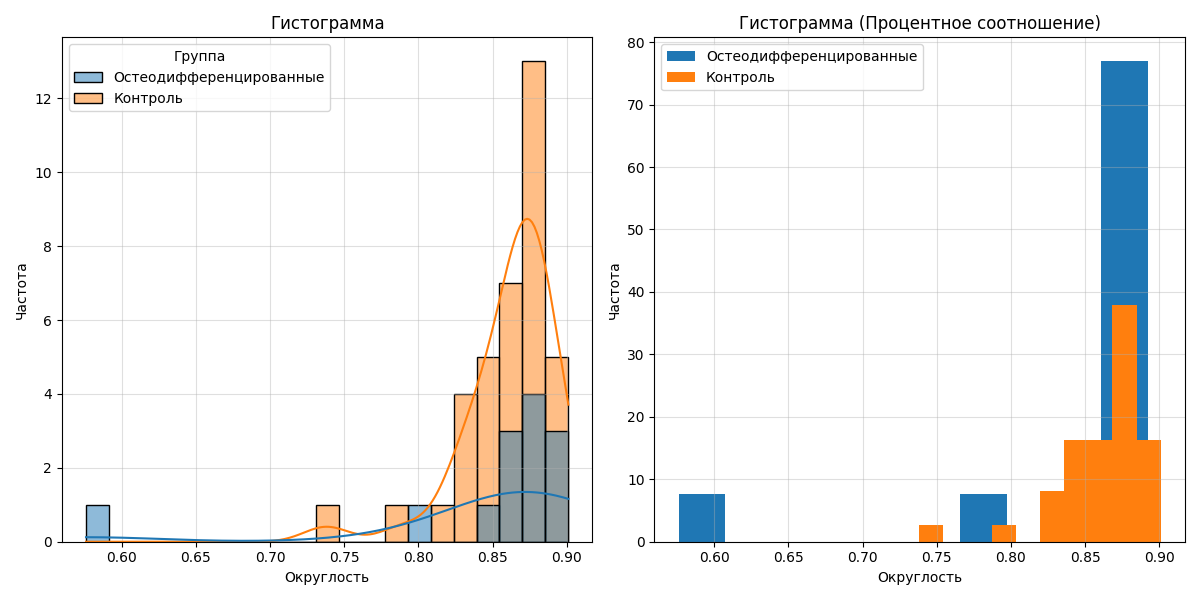 Гистограмма
Группа
Остеодифференцированные
Контроль
Частота
12
10
8
6
4
2
0
0.60 0.65 0.70 0.75 0.80 0.85 0.90
Округлость
Гистограмма (Процентное соотношение)
Остеодифференцированные
Контроль
Частота
80
70
60
50
40
30
20
10
0
0.60 0.65 0.70 0.75 0.80 0.85 0.90
Округлость